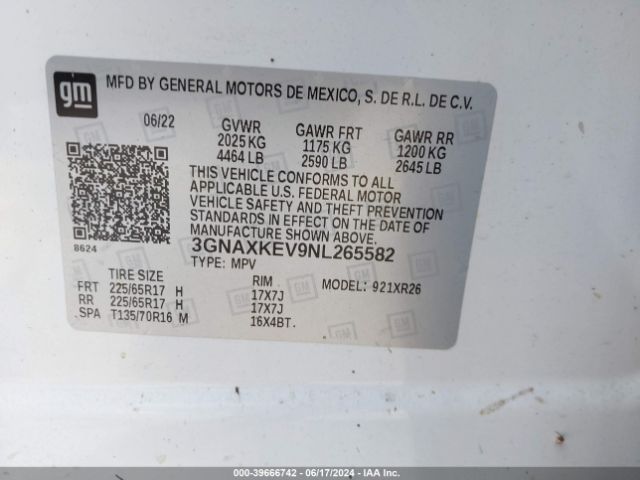 gm
MFD BY GENERAL MOTORS DE MEXICO, S. DE R.L. DE C.V.
06/22 GVWR GAWR FRT GAWR RR
2025 KG 1175 KG 1200 KG
4464 LB 2590 LB 2645 LB
THIS VEHICLE CONFORMS TO ALL
APPLICABLE U.S. FEDERAL MOTOR
VEHICLE SAFETY AND THEFT PREVENTION
STANDARDS IN EFFECT ON THE DATE OF
MANUFACTURE SHOWN ABOVE.
8624 3GNAXKEV9NL265582
TYPE: MPV
TIRE SIZE RIM MODEL: 921XR26
FRT 225/65R17 H 17X7J
RR 225/65R17 H 17X7J
SPA T135/70R16 M 16X4BT.
000-39666742 / 06/17/2024 - IAA Inc.